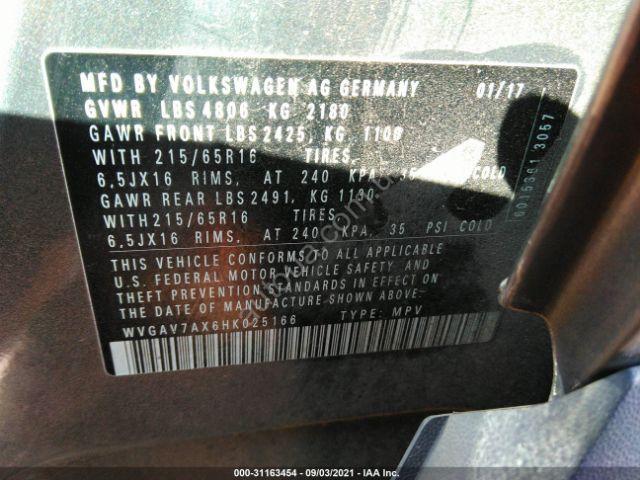 MFD BY VOLKSWAGEN AG GERMANY 01/17
GVWR LBS 4806 KG 2180
GAWR FRONT LBS 2425, KG 1100
WITH 215/65R16 TIRES,
6,5JX16 RIMS, AT 240 KPA, COLD
GAWR REAR LBS 2491, KG 1130
WITH 215/65R16 TIRES,
6,5JX16 RIMS, AT 240 KPA, 35 PSI COLD
THIS VEHICLE CONFORMS TO ALL APPLICABLE
U.S. FEDERAL MOTOR VEHICLE SAFETY AND
THEFT PREVENTION STANDARDS IN EFFECT ON THE
DATE OF MANUFACTURE SHOWN ABOVE.
WVGAV7AX6HK025166 TYPE: MPV
3057
000-31163454 - 09/03/2021 - IAA Inc.